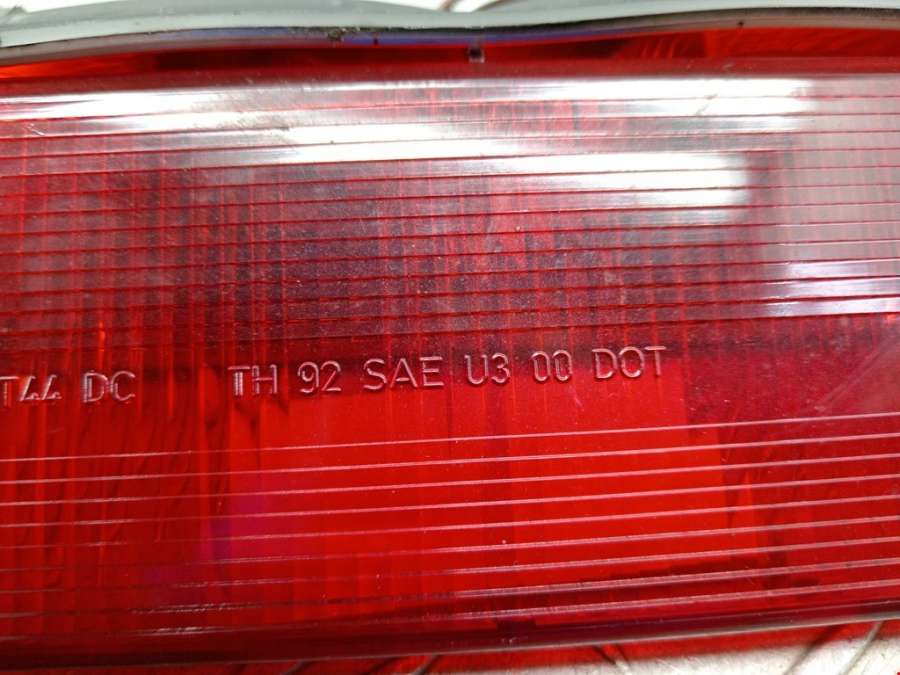 T44 DC TH 92 SAE U3 00 DOT